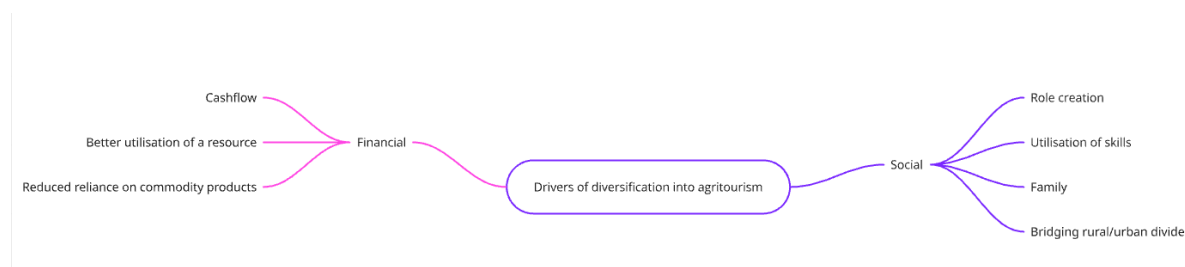 Drivers of diversification into agritourism
Financial
Cashflow
Better utilisation of a resource
Reduced reliance on commodity products
Social
Role creation
Utilisation of skills
Family
Bridging rural/urban divide